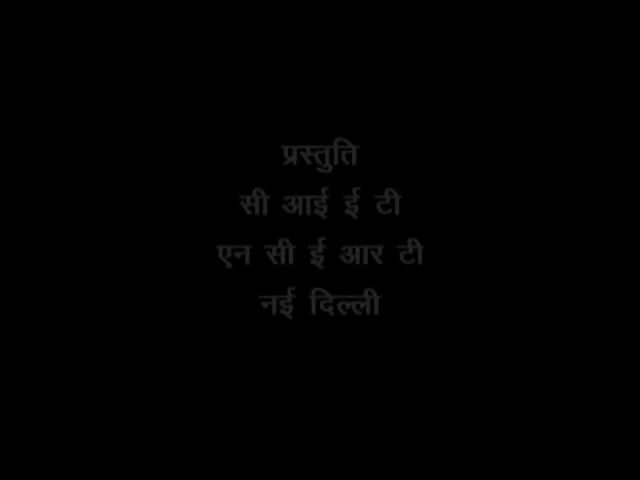 प्रस्तुति
सी आई ई टी
एन सी ई आर टी
नई दिल्ली